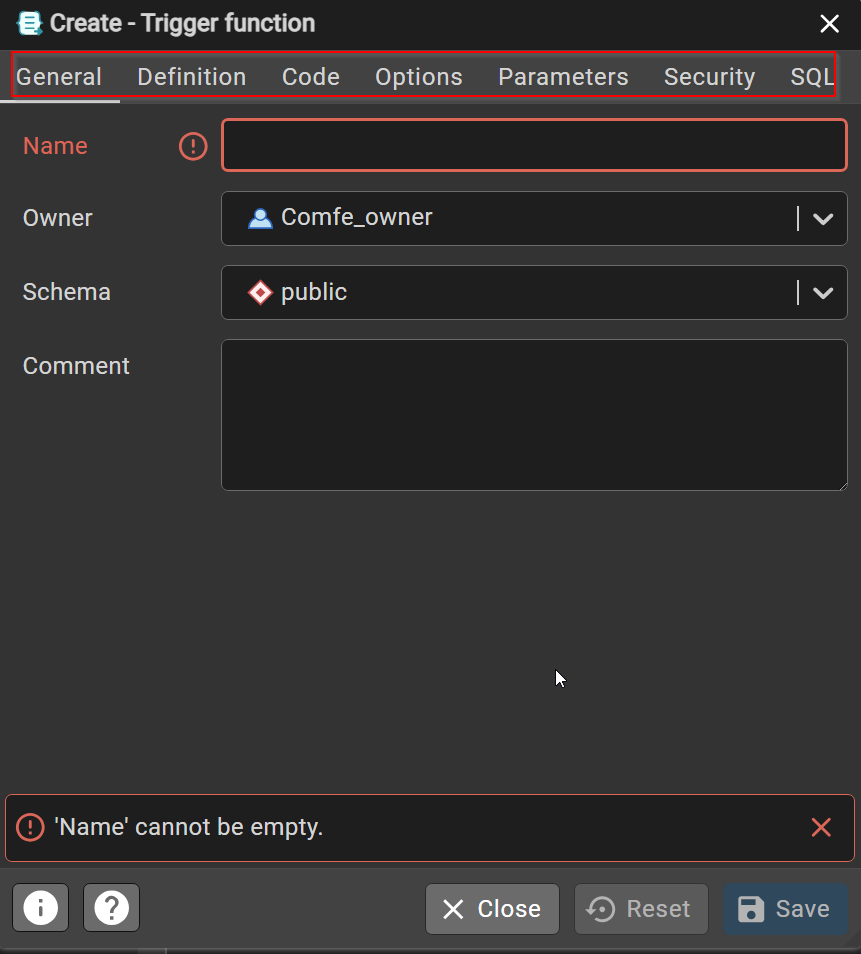 Create - Trigger function
General Definition Code Options Parameters Security SQL
Name
Owner Comfe_owner
Schema public
Comment
'Name' cannot be empty.
Close Reset Save